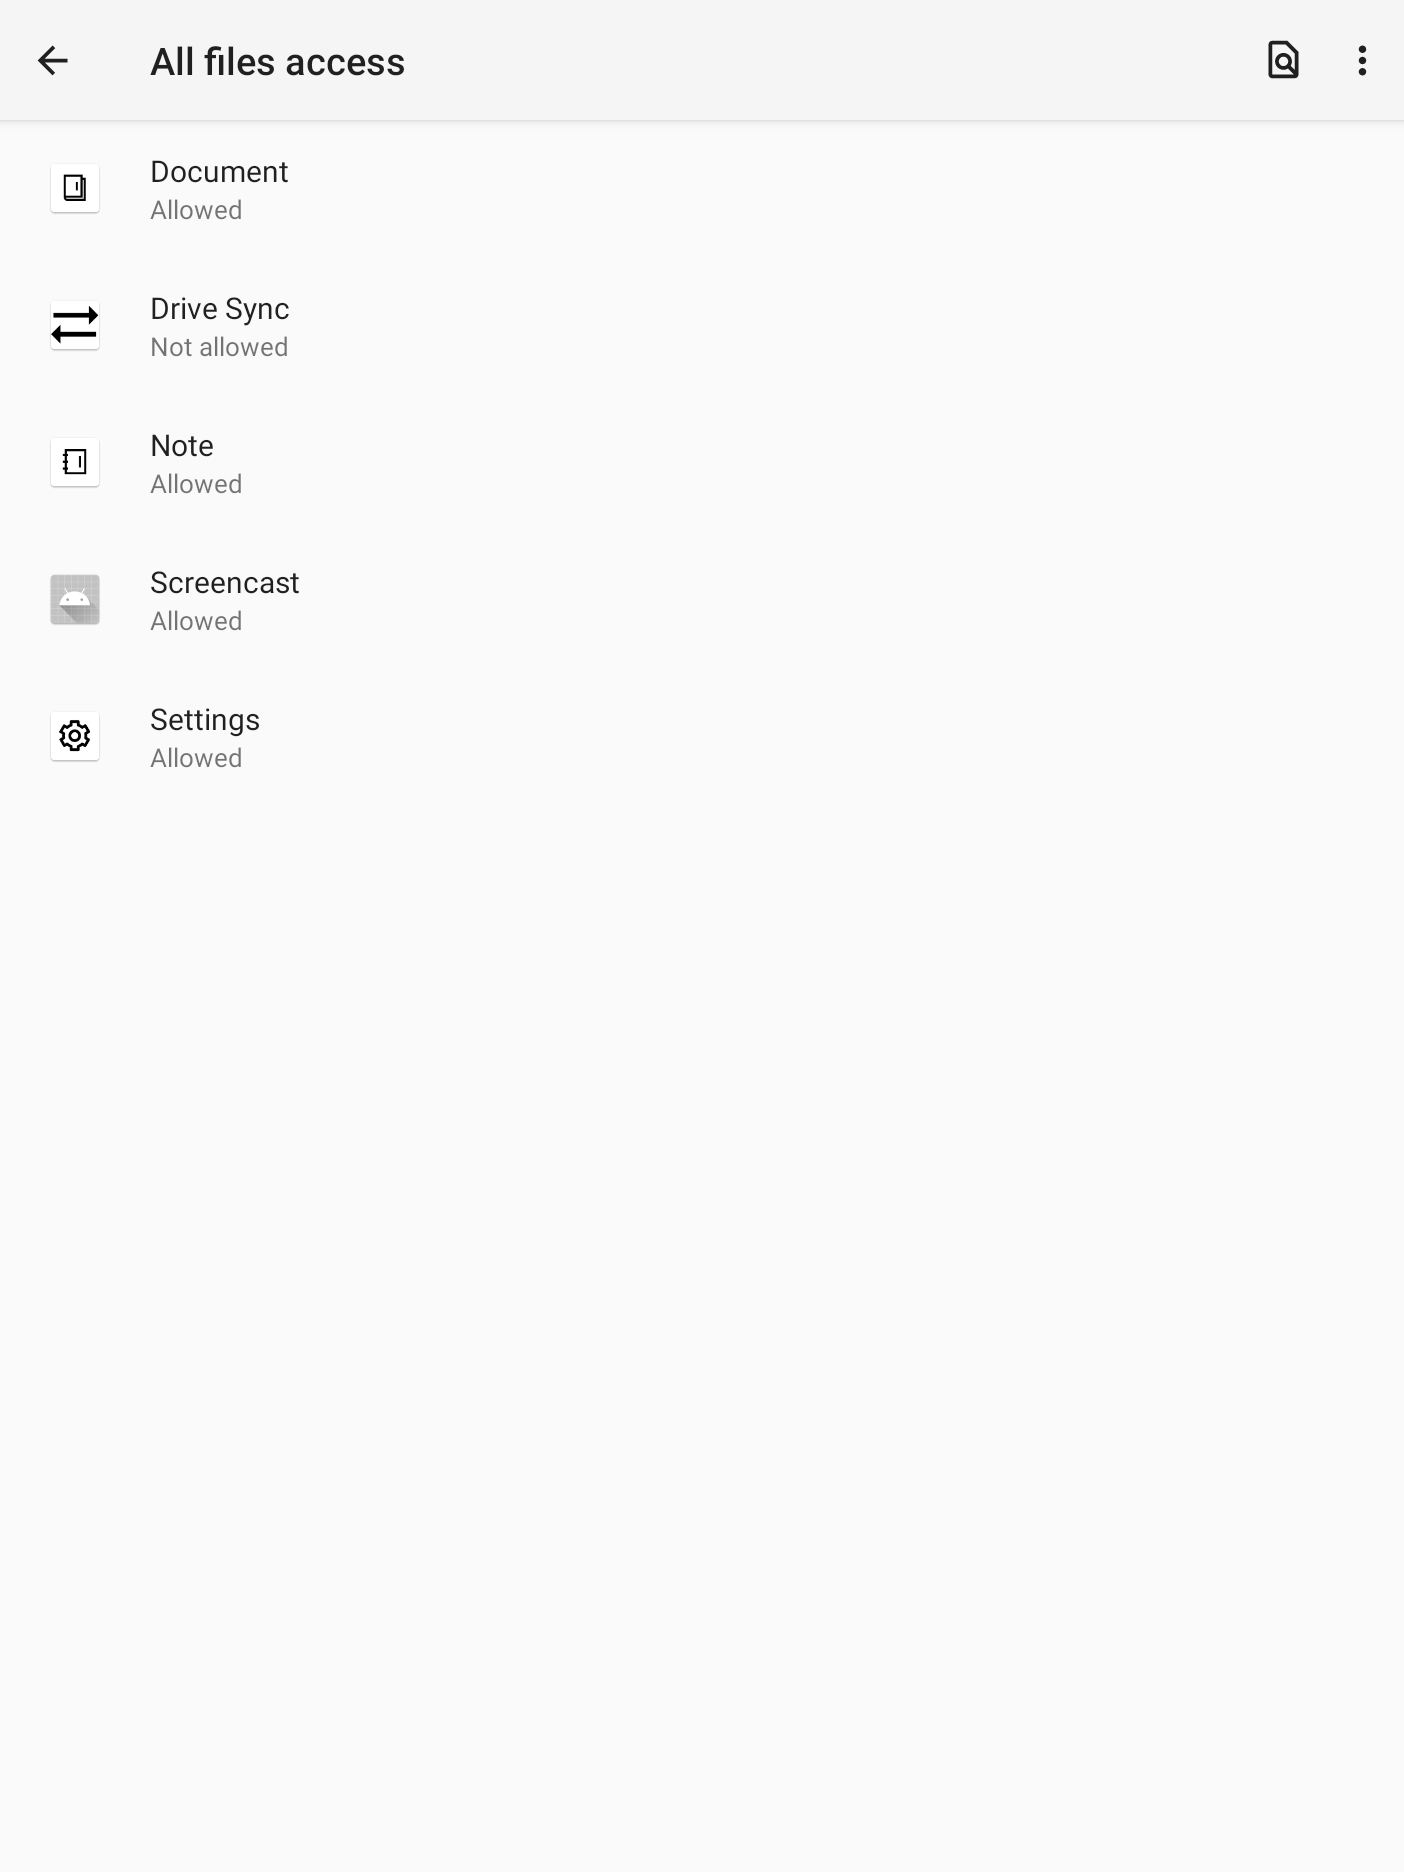 All files access
Document
Allowed
Drive Sync
Not allowed
Note
Allowed
Screencast
Allowed
Settings
Allowed